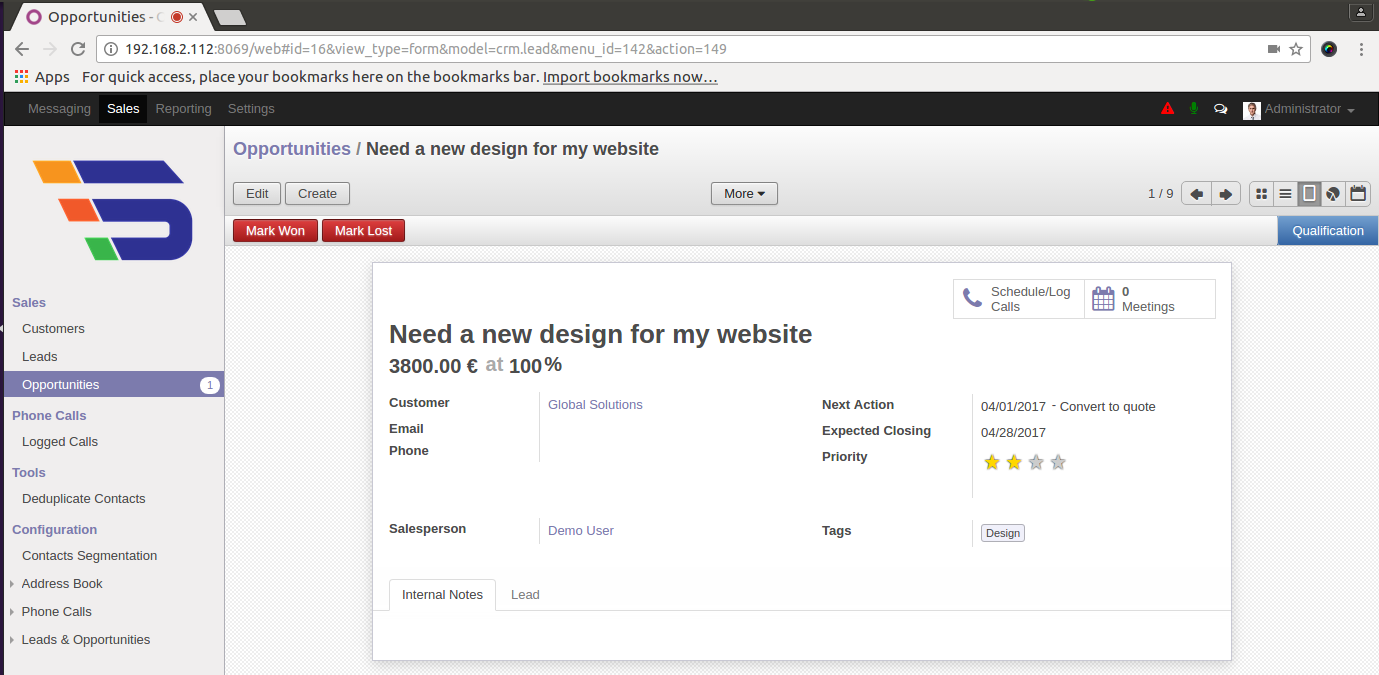 Opportunities - C
192.168.2.112:8069/web#id=16&view_type=form&model=crm.lead&menu_id=142&action=149
Apps For quick access, place your bookmarks here on the bookmarks bar. Import bookmarks now...
Messaging Sales Reporting Settings Administrator
Opportunities / Need a new design for my website
Edit Create More 1 / 9
Mark Won Mark Lost Qualification
Sales
Customers
Leads
Opportunities 1
Phone Calls
Logged Calls
Tools
Deduplicate Contacts
Configuration
Contacts Segmentation
Address Book
Phone Calls
Leads & Opportunities
Schedule/Log
Calls
0
Meetings
Need a new design for my website
3800.00 € at 100%
Customer Global Solutions
Email
Phone
Next Action 04/01/2017 - Convert to quote
Expected Closing 04/28/2017
Priority
Salesperson Demo User
Tags Design
Internal Notes Lead